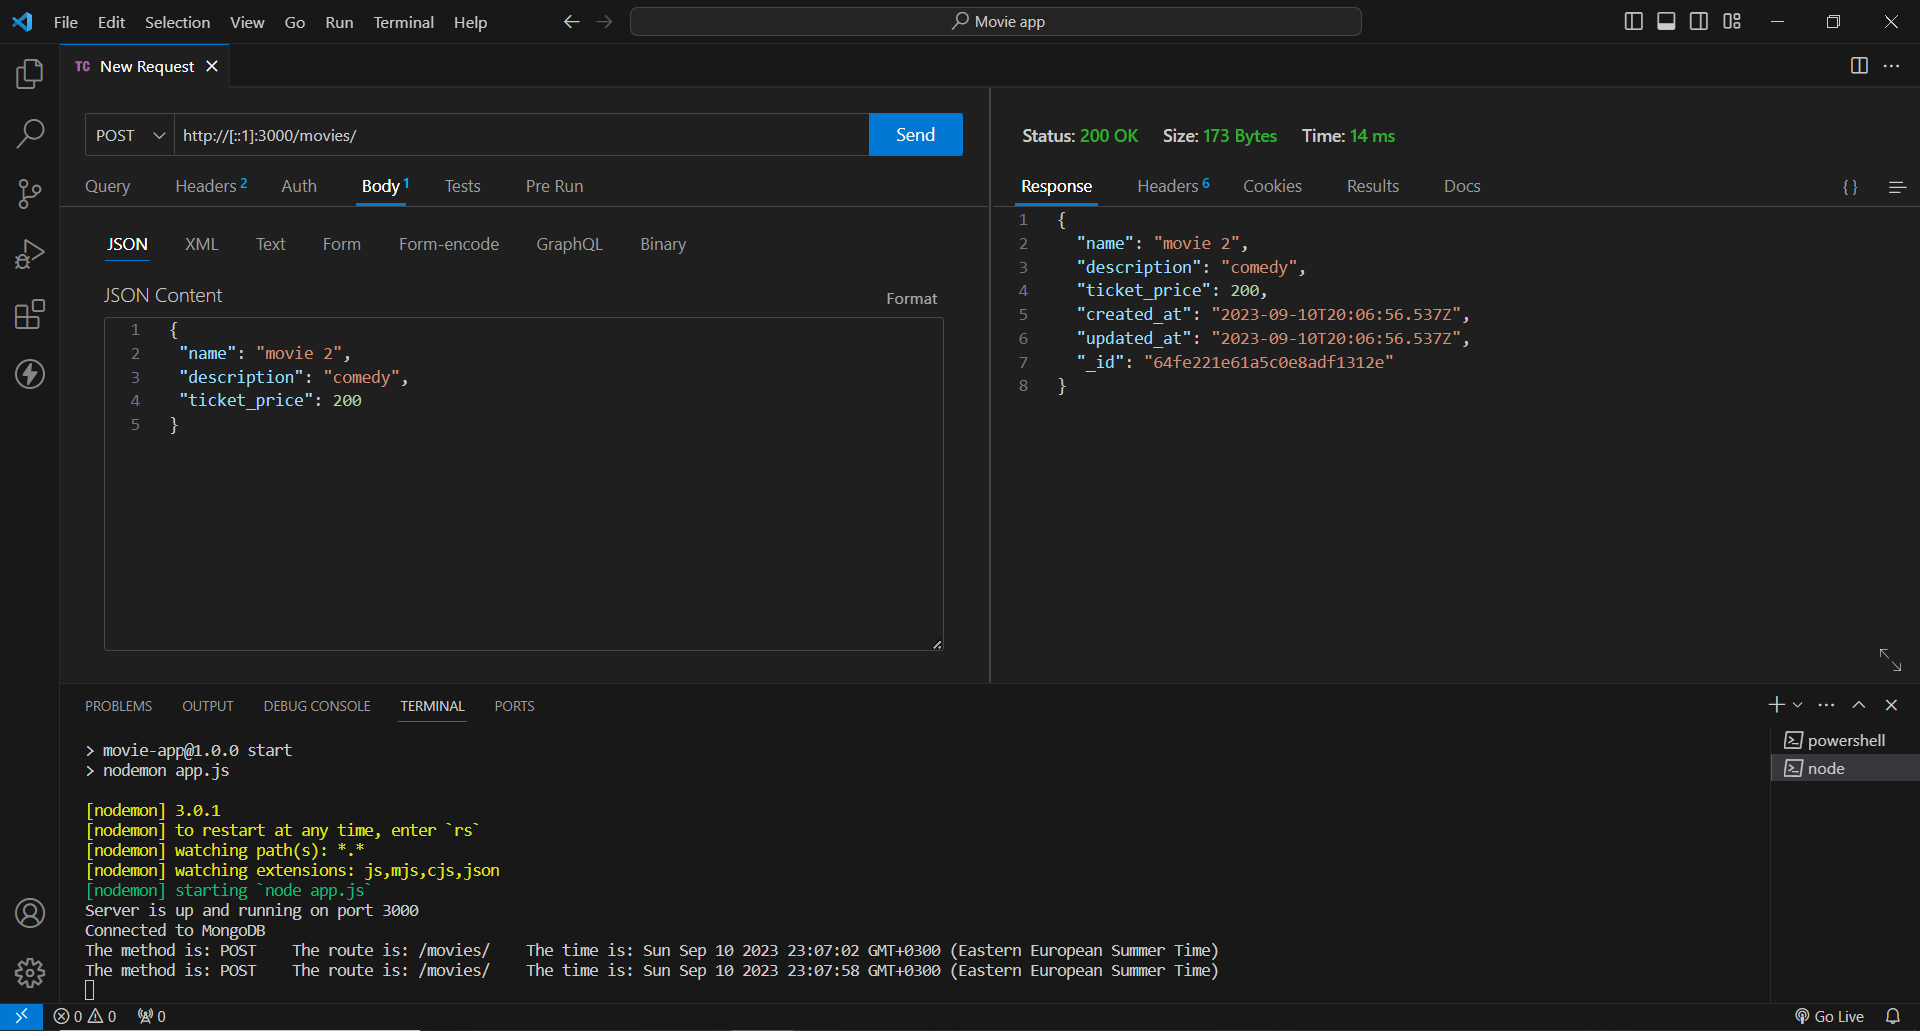 File Edit Selection View Go Run Terminal Help
Movie app
TC New Request
POST http://[::1]:3000/movies/ Send
Status: 200 OK Size: 173 Bytes Time: 14 ms
Query Headers 2 Auth Body 1 Tests Pre Run
Response Headers 6 Cookies Results Docs {}
JSON XML Text Form Form-encode GraphQL Binary
JSON Content
Format
1 {
2 "name": "movie 2",
3 "description": "comedy",
4 "ticket_price": 200
5 }
1 {
2 "name": "movie 2",
3 "description": "comedy",
4 "ticket_price": 200,
5 "created_at": "2023-09-10T20:06:56.537Z",
6 "updated_at": "2023-09-10T20:06:56.537Z",
7 "_id": "64fe221e61a5c0e8adf1312e"
8 }
PROBLEMS OUTPUT DEBUG CONSOLE TERMINAL PORTS
> movie-app@1.0.0 start
> nodemon app.js
[nodemon] 3.0.1
[nodemon] to restart at any time, enter `rs`
[nodemon] watching path(s): *.*
[nodemon] watching extensions: js,mjs,cjs,json
[nodemon] starting `node app.js`
Server is up and running on port 3000
Connected to MongoDB
The method is: POST The route is: /movies/ The time is: Sun Sep 10 2023 23:07:02 GMT+0300 (Eastern European Summer Time)
The method is: POST The route is: /movies/ The time is: Sun Sep 10 2023 23:07:58 GMT+0300 (Eastern European Summer Time)
powershell
node
0 0 0
Go Live